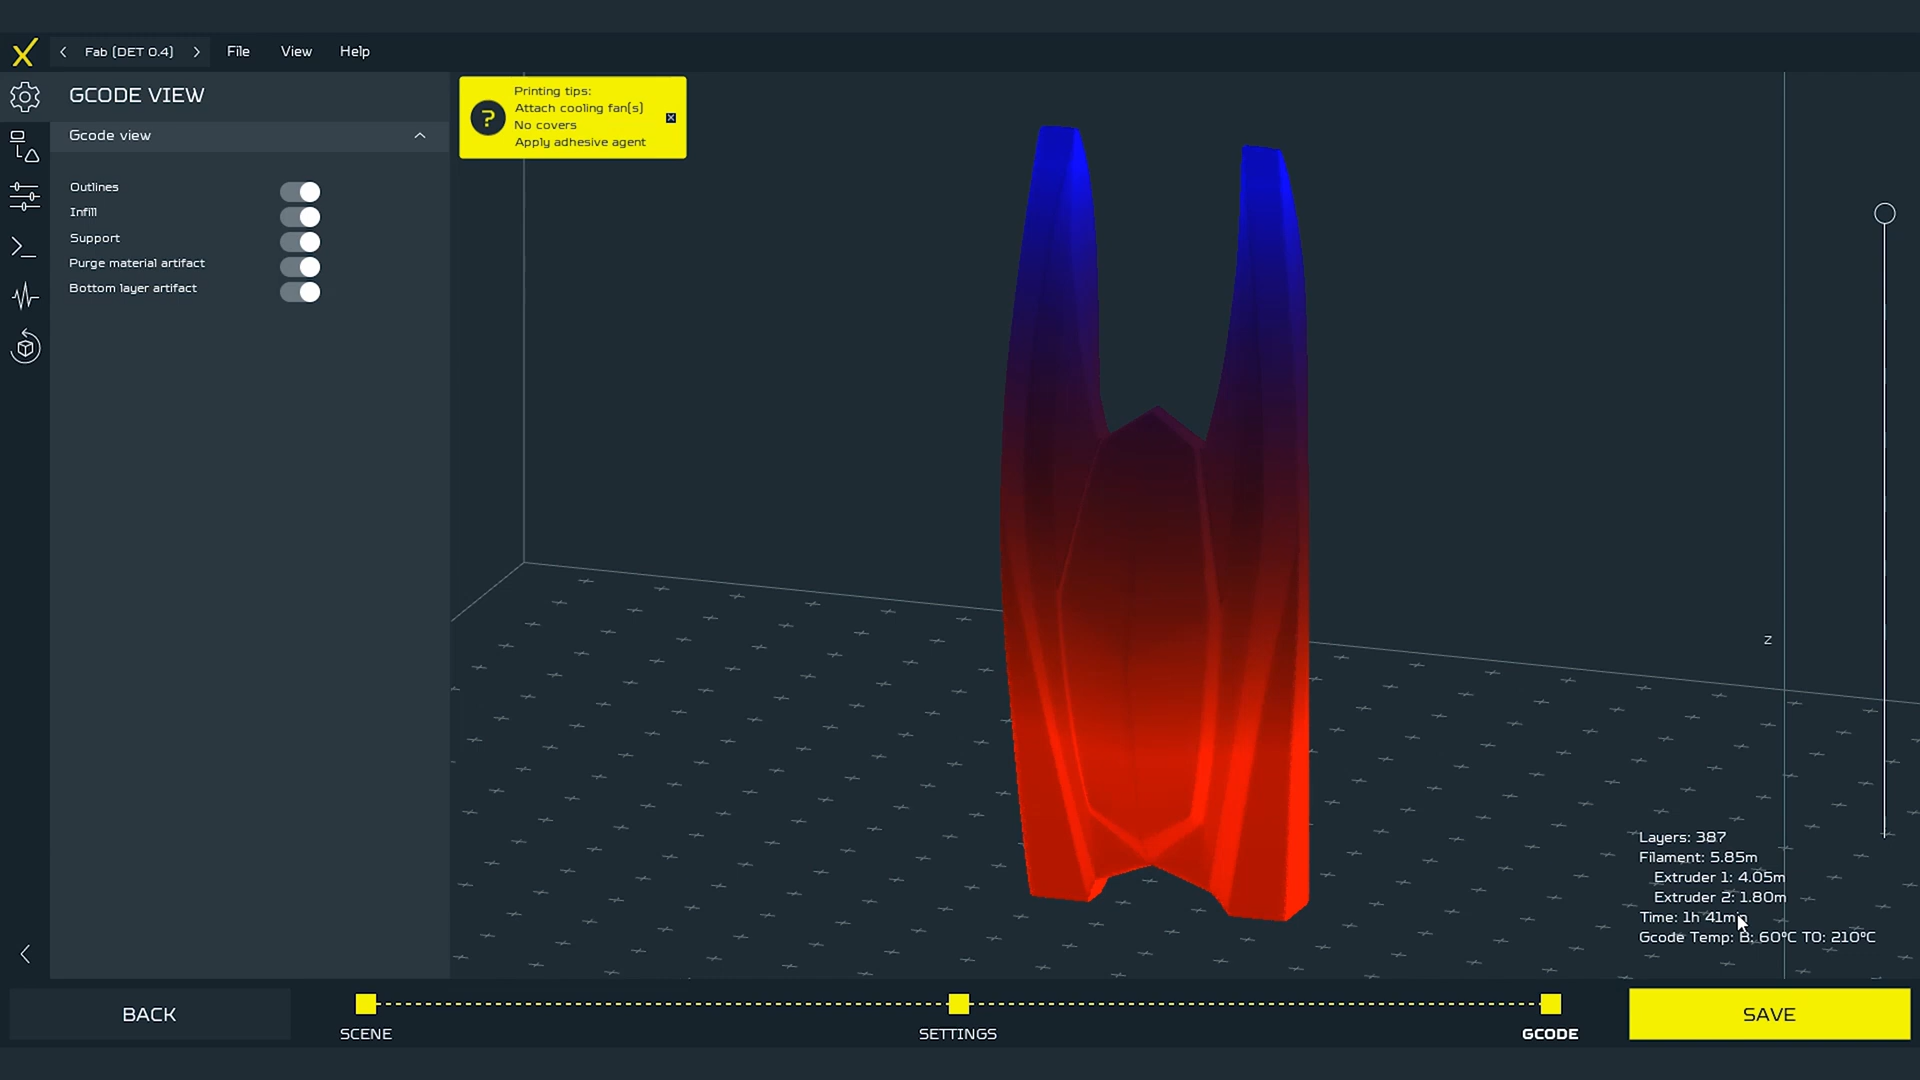 Fab [DET 0.4] File View Help
GCODE VIEW
Gcode view
Outlines
Infill
Support
Purge material artifact
Bottom layer artifact
Printing tips:
Attach cooling fan(s)
No covers
Apply adhesive agent
Z
Layers: 387
Filament: 5.85m
Extruder 1: 4.05m
Extruder 2: 1.80m
Time: 1h 41min
Gcode Temp: B: 60°C T0: 210°C
BACK
SCENE
SETTINGS
GCODE
SAVE